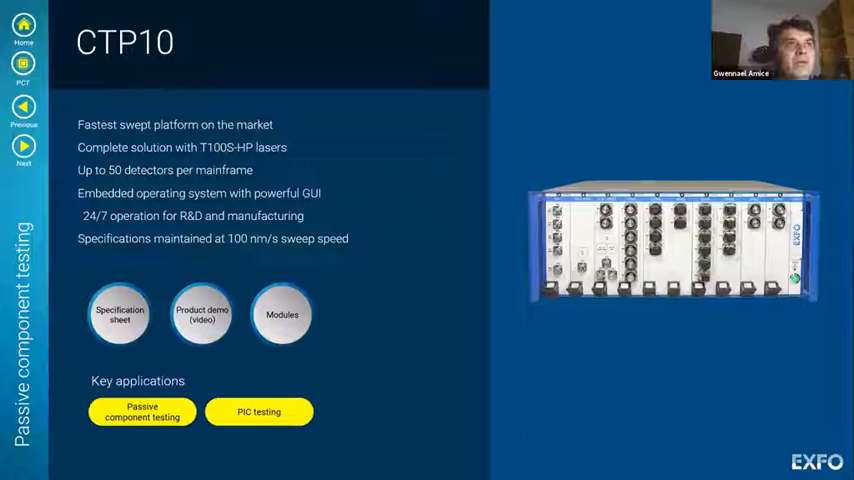 Home
PCT
Previous
Next
Passive component testing
CTP10
Fastest swept platform on the market
Complete solution with T100S-HP lasers
Up to 50 detectors per mainframe
Embedded operating system with powerful GUI
24/7 operation for R&D and manufacturing
Specifications maintained at 100 nm/s sweep speed
Specification
sheet
Product demo
(video)
Modules
Key applications
Passive
component testing
PIC testing
Gwennael Amice
EXFO
EXFO